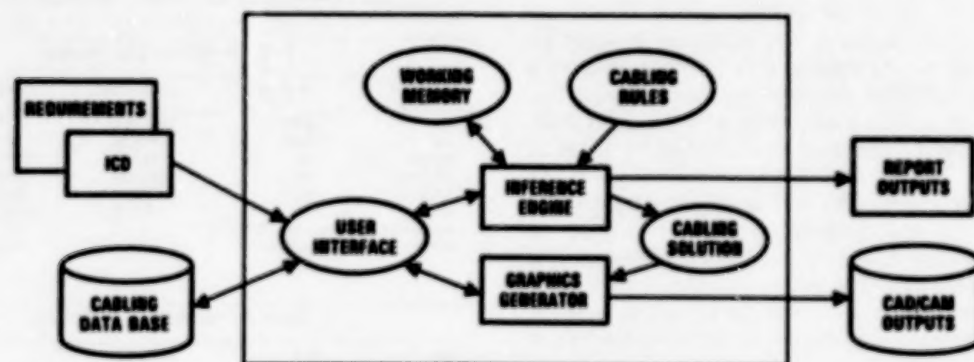 WORKING
MEMORY
CABLING
RULES
REQUIREMENTS
ICD
INFERENCE
ENGINE
REPORT
OUTPUTS
USER
INTERFACE
CABLING
SOLUTION
CABLING
DATA BASE
GRAPHICS
GENERATOR
CAD/CAM
OUTPUTS